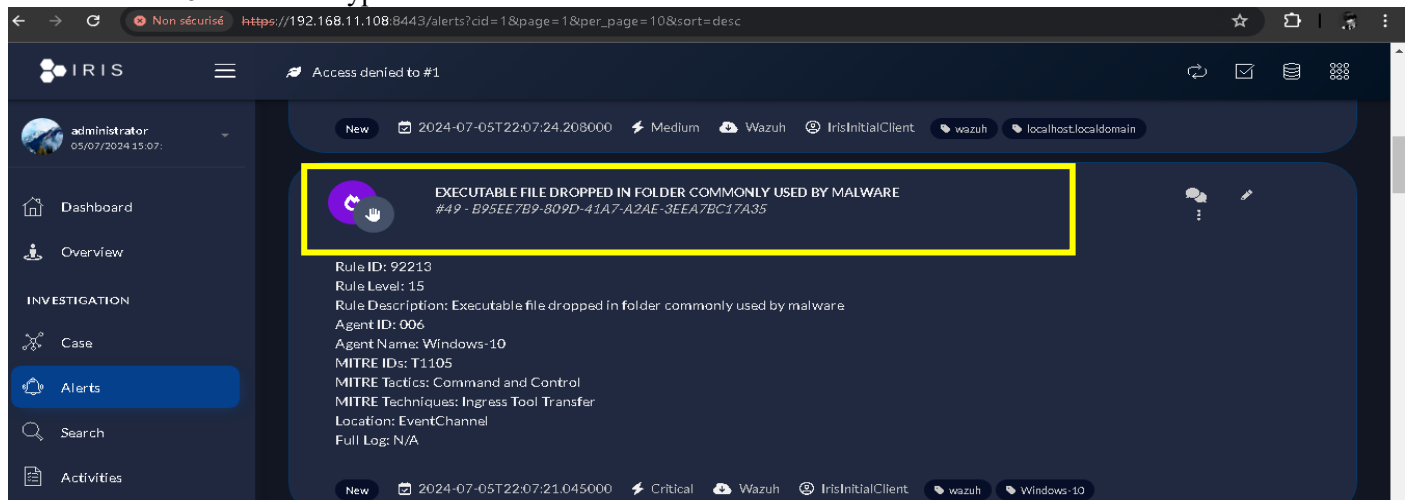 Non sécurisé https://192.168.11.108:8443/alerts?cid=1&page=1&per_page=10&sort=desc
IRIS
Access denied to #1
administrator
05/07/2024 15:07:
New 2024-07-05T22:07:24.208000 Medium Wazuh IrisInitialClient wazuh localhost.localdomain
EXECUTABLE FILE DROPPED IN FOLDER COMMONLY USED BY MALWARE
#49 - B95EE7B9-809D-41A7-A2AE-3EEA7BC17A35
Dashboard
Overview
INVESTIGATION
Case
Alerts
Search
Activities
Rule ID: 92213
Rule Level: 15
Rule Description: Executable file dropped in folder commonly used by malware
Agent ID: 006
Agent Name: Windows-10
MITRE IDs: T1105
MITRE Tactics: Command and Control
MITRE Techniques: Ingress Tool Transfer
Location: EventChannel
Full Log: N/A
New 2024-07-05T22:07:21.045000 Critical Wazuh IrisInitialClient wazuh Windows-10